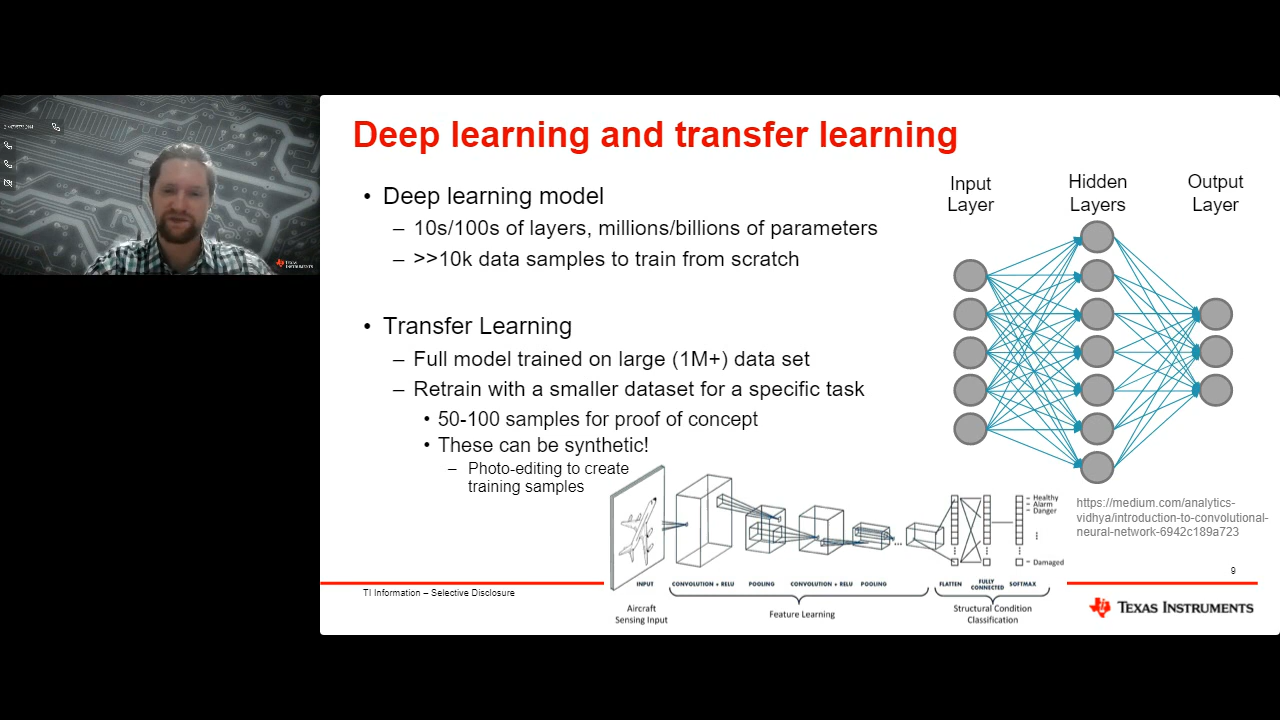 Deep learning and transfer learning
• Deep learning model
– 10s/100s of layers, millions/billions of parameters
– >>10k data samples to train from scratch
• Transfer Learning
– Full model trained on large (1M+) data set
– Retrain with a smaller dataset for a specific task
• 50-100 samples for proof of concept
• These can be synthetic!
– Photo-editing to create
training samples
Input
Layer
Hidden
Layers
Output
Layer
https://medium.com/analytics-
vidhya/introduction-to-convolutional-
neural-network-6942c189a723
Healthy
Alarm
Danger
Damaged
INPUT
CONVOLUTION + RELU
POOLING
CONVOLUTION + RELU
POOLING
FLATTEN
FULLY
CONNECTED
SOFTMAX
Aircraft
Sensing Input
Feature Learning
Structural Condition
Classification
9
TI Information – Selective Disclosure
TEXAS INSTRUMENTS
TEXAS
INSTRUMENTS